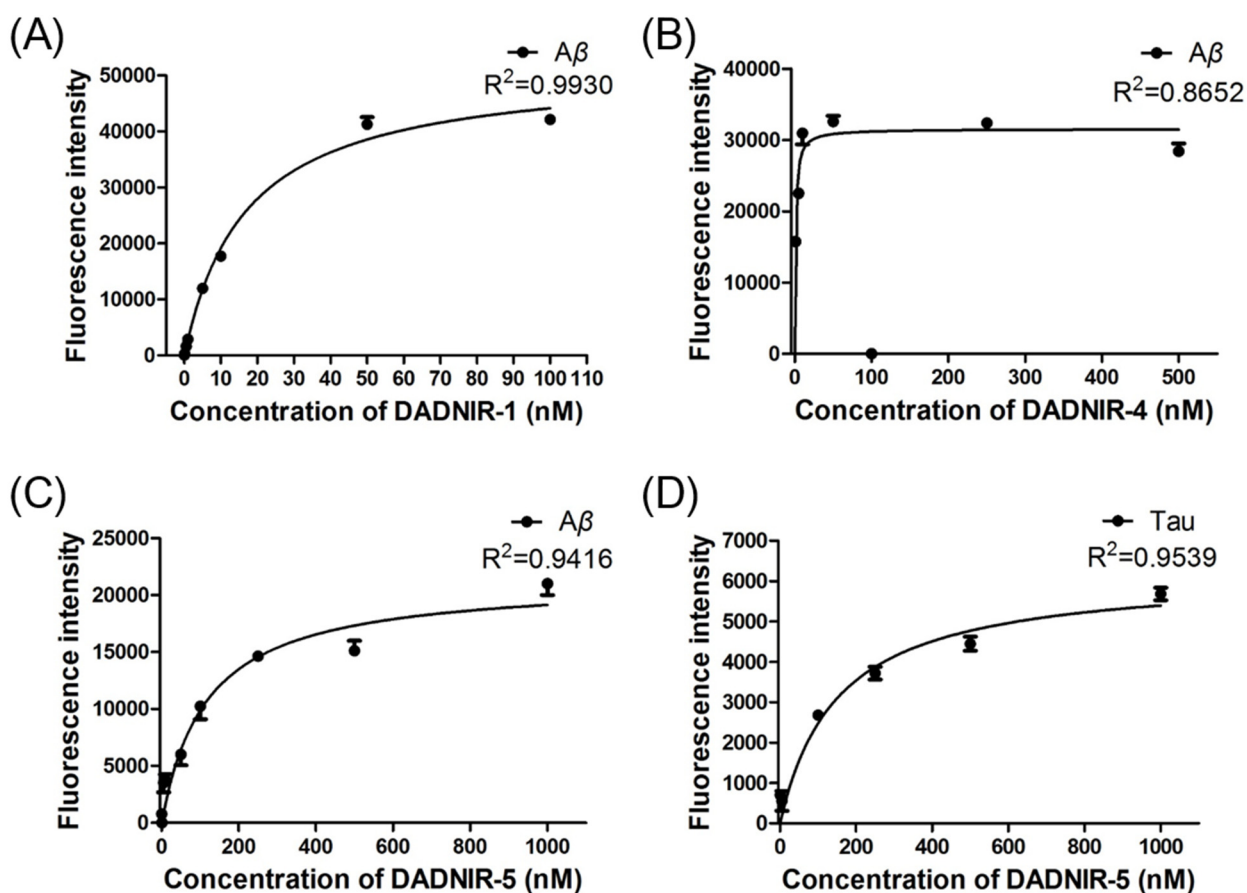 (A)
Aβ
R²=0.9930
Fluorescence intensity
50000
40000
30000
20000
10000
0
0 10 20 30 40 50 60 70 80 90 100 110
Concentration of DADNIR-1 (nM)
(B)
Aβ
R²=0.8652
Fluorescence intensity
40000
30000
20000
10000
0
0 100 200 300 400 500
Concentration of DADNIR-4 (nM)
(C)
Aβ
R²=0.9416
Fluorescence intensity
25000
20000
15000
10000
5000
0
0 200 400 600 800 1000
Concentration of DADNIR-5 (nM)
(D)
Tau
R²=0.9539
Fluorescence intensity
7000
6000
5000
4000
3000
2000
1000
0
0 200 400 600 800 1000
Concentration of DADNIR-5 (nM)